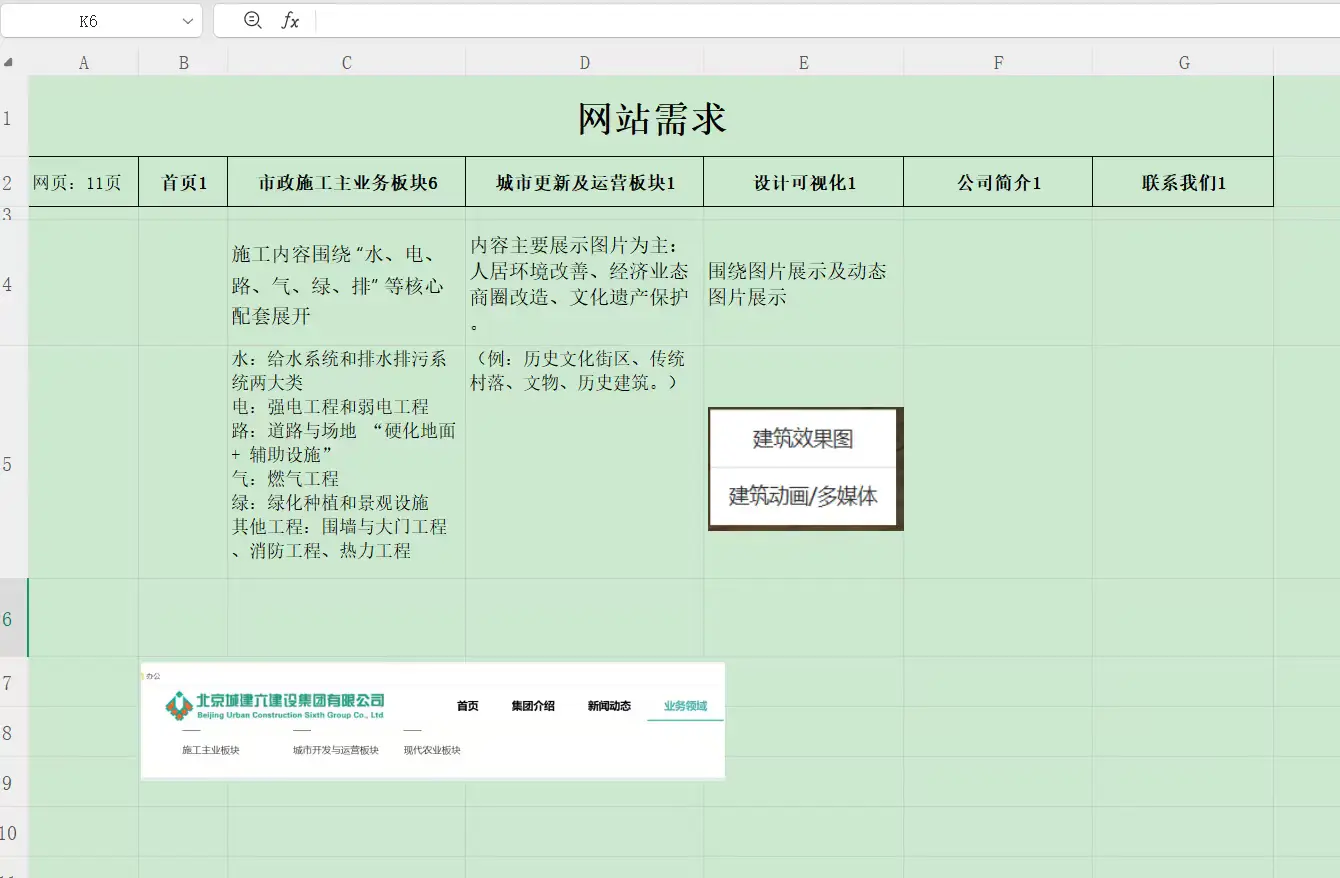 K6
fx
A B C D E F G
1
网站需求
2
网页：11页 首页1 市政施工主业务板块6 城市更新及运营板块1 设计可视化1 公司简介1 联系我们1
3
4
施工内容围绕“水、电、
路、气、绿、排”等核心
配套展开
内容主要展示图片为主：
人居环境改善、经济业态
商圈改造、文化遗产保护
。
围绕图片展示及动态
图片展示
5
水：给水系统和排水排污系
统两大类
电：强电工程和弱电工程
路：道路与场地 “硬化地面
+ 辅助设施”
气：燃气工程
绿：绿化种植和景观设施
其他工程：围墙与大门工程
、消防工程、热力工程
（例：历史文化街区、传统
村落、文物、历史建筑。）
建筑效果图
建筑动画/多媒体
6
7
办公
北京城建六建设集团有限公司
Beijing Urban Construction Sixth Group Co., Ltd
首页 集团介绍 新闻动态 业务领域
8
施工主业板块 城市开发与运营板块 现代农业板块
9
10